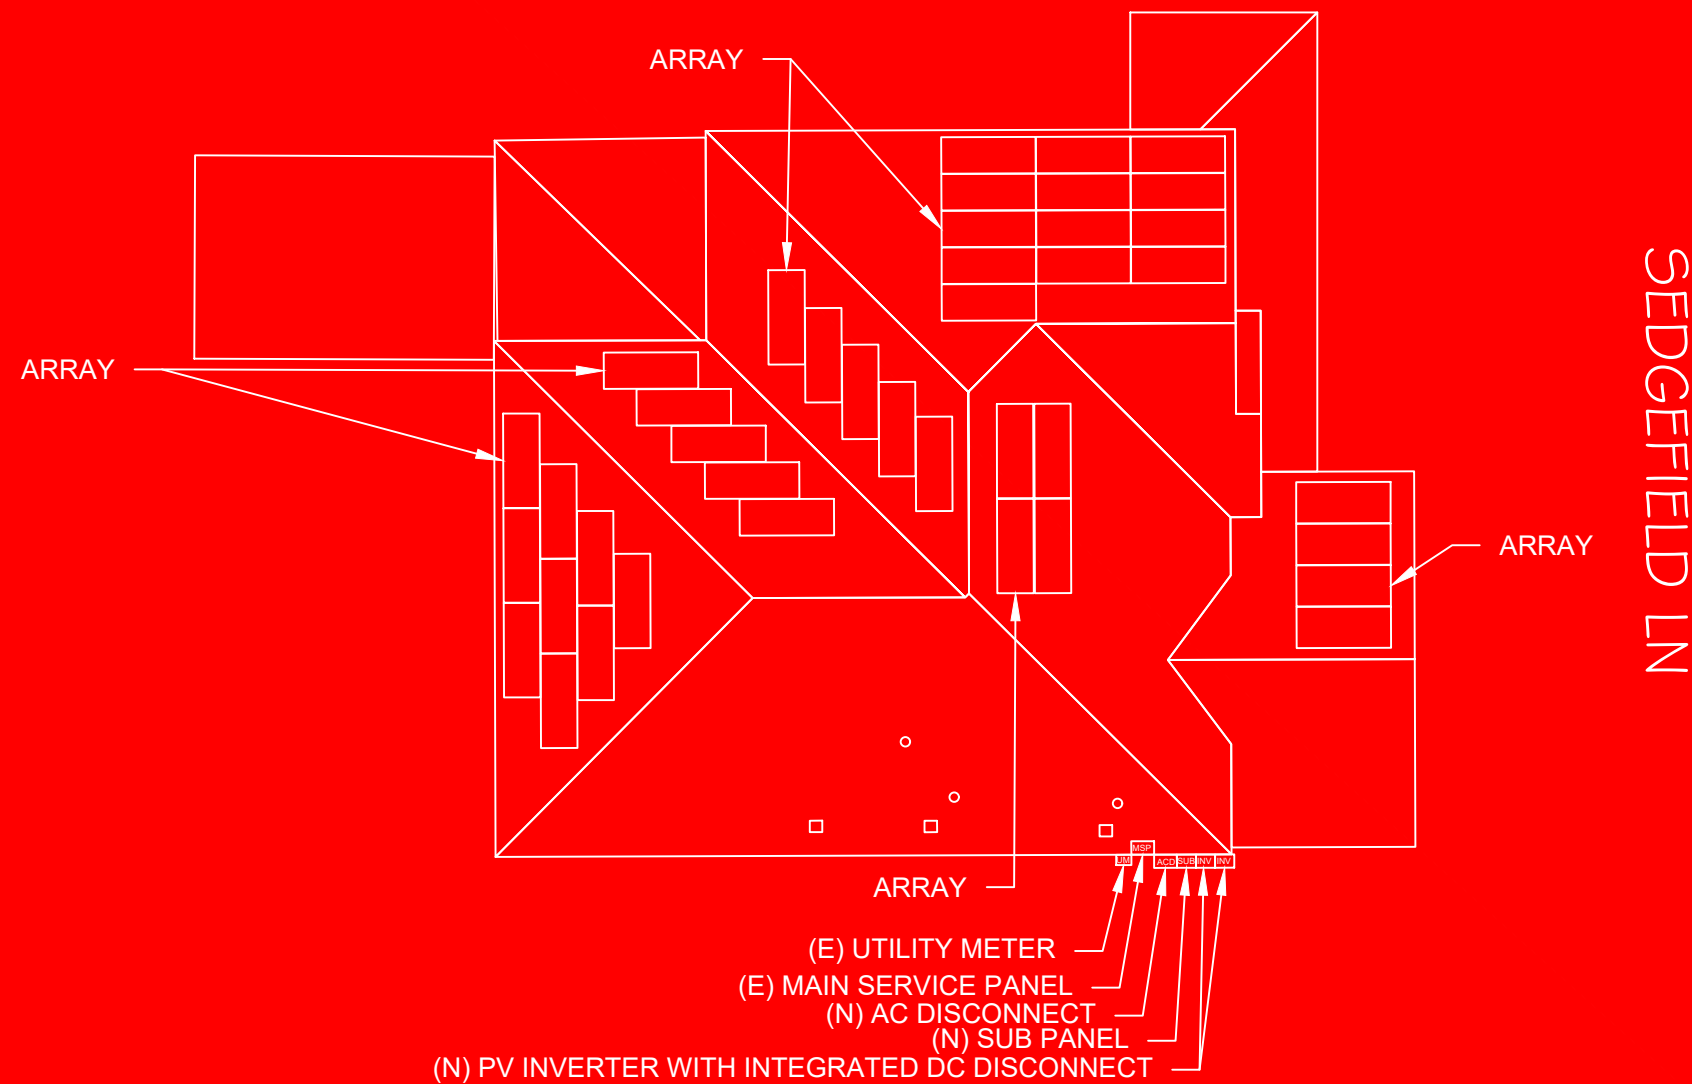 ARRAY
SEDGEFIELD LN
ARRAY
ARRAY
MSP
UM
ACD
SUB
INV
INV
ARRAY
(E) UTILITY METER
(E) MAIN SERVICE PANEL
(N) AC DISCONNECT
(N) SUB PANEL
(N) PV INVERTER WITH INTEGRATED DC DISCONNECT